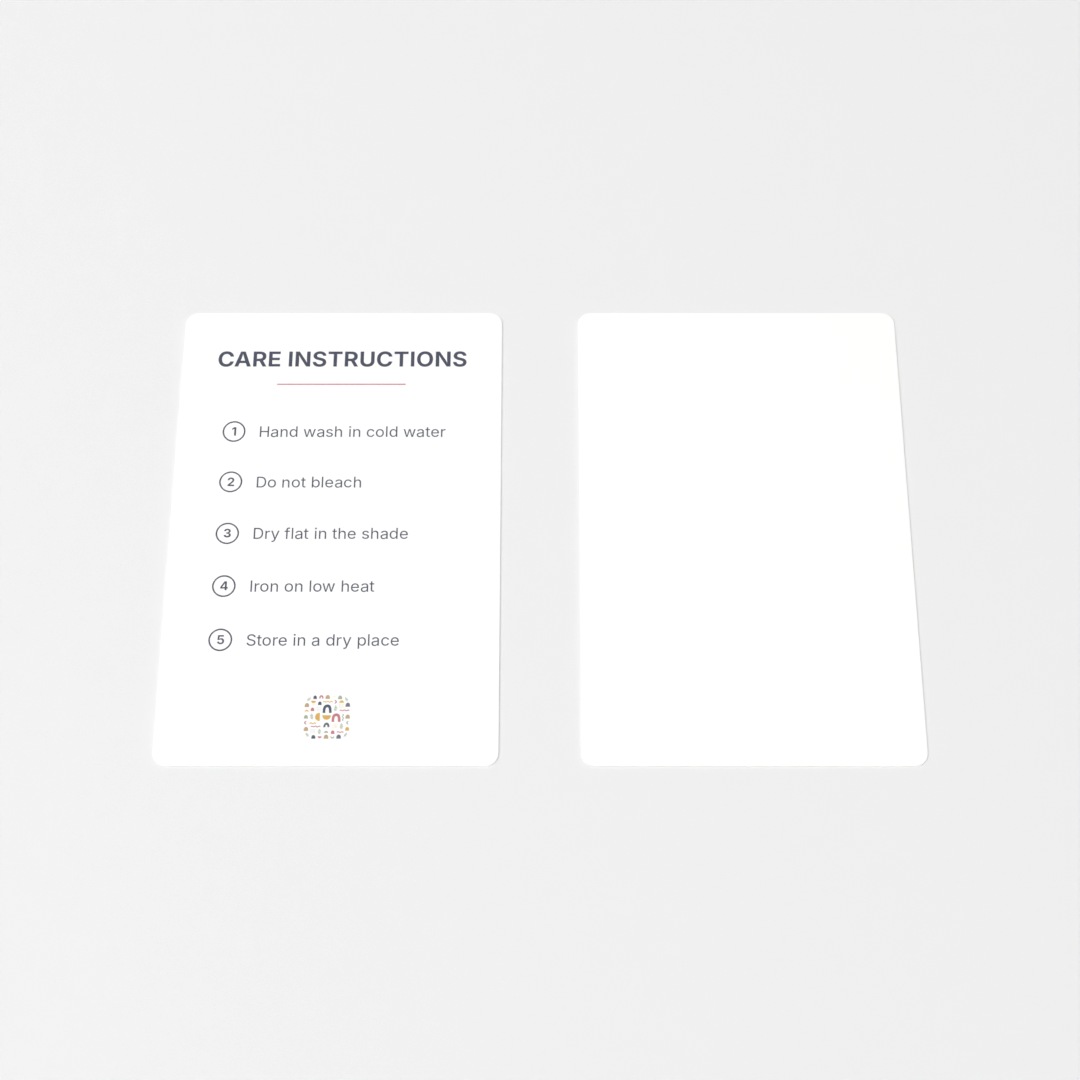 CARE INSTRUCTIONS
1 Hand wash in cold water
2 Do not bleach
3 Dry flat in the shade
4 Iron on low heat
5 Store in a dry place